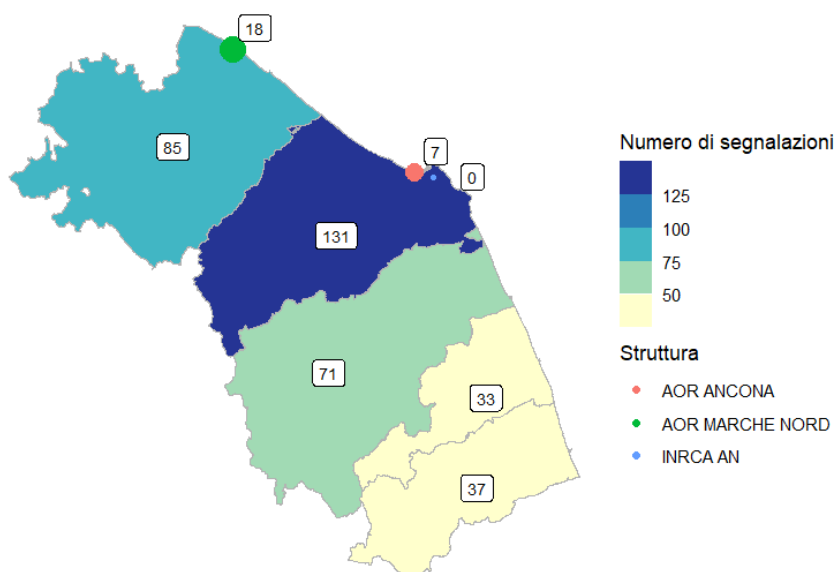 18
85
7
0
131
71
33
37
Numero di segnalazioni
125
100
75
50
Struttura
AOR ANCONA
AOR MARCHE NORD
INRCA AN